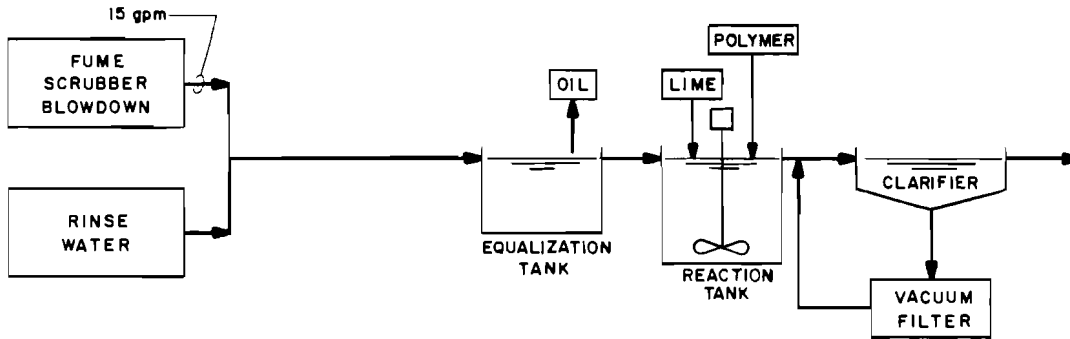 15 gpm
FUME
SCRUBBER
BLOWDOWN
RINSE
WATER
OIL
EQUALIZATION
TANK
POLYMER
LIME
REACTION
TANK
CLARIFIER
VACUUM
FILTER